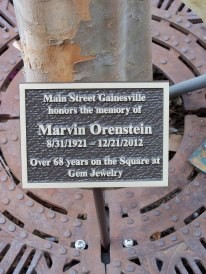 Main Street Gainesville
honors the memory of
Marvin Orenstein
8/31/1921 – 12/21/2012
Over 68 years on the Square at
Gem Jewelry